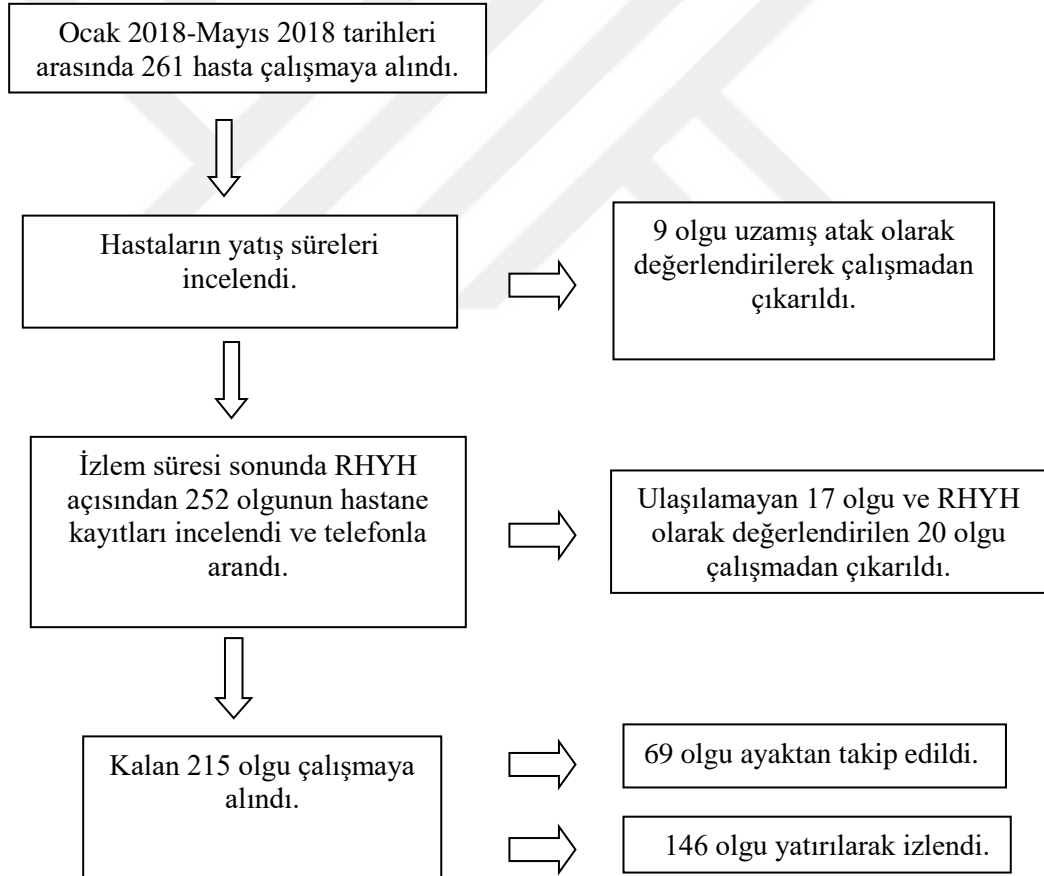 Ocak 2018-Mayıs 2018 tarihleri
arasında 261 hasta çalışmaya alındı.
Hastaların yatış süreleri
incelendi.
9 olgu uzamış atak olarak
değerlendirilerek çalışmadan
çıkarıldı.
İzlem süresi sonunda RHYH
açısından 252 olgunun hastane
kayıtları incelendi ve telefonla
arandı.
Ulaşılamayan 17 olgu ve RHYH
olarak değerlendirilen 20 olgu
çalışmadan çıkarıldı.
Kalan 215 olgu çalışmaya
alındı.
69 olgu ayaktan takip edildi.
146 olgu yatırılarak izlendi.